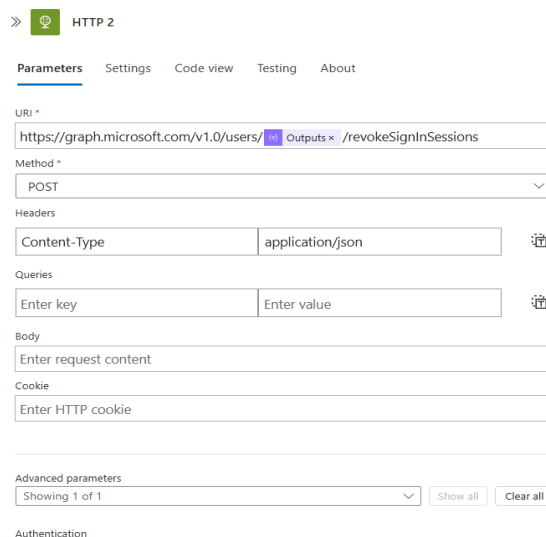 HTTP 2
Parameters Settings Code view Testing About
URI *
https://graph.microsoft.com/v1.0/users/ Outputs × /revokeSignInSessions
Method *
POST
Headers
Content-Type application/json
Queries
Enter key Enter value
Body
Enter request content
Cookie
Enter HTTP cookie
Advanced parameters
Showing 1 of 1 Show all Clear all
Authentication